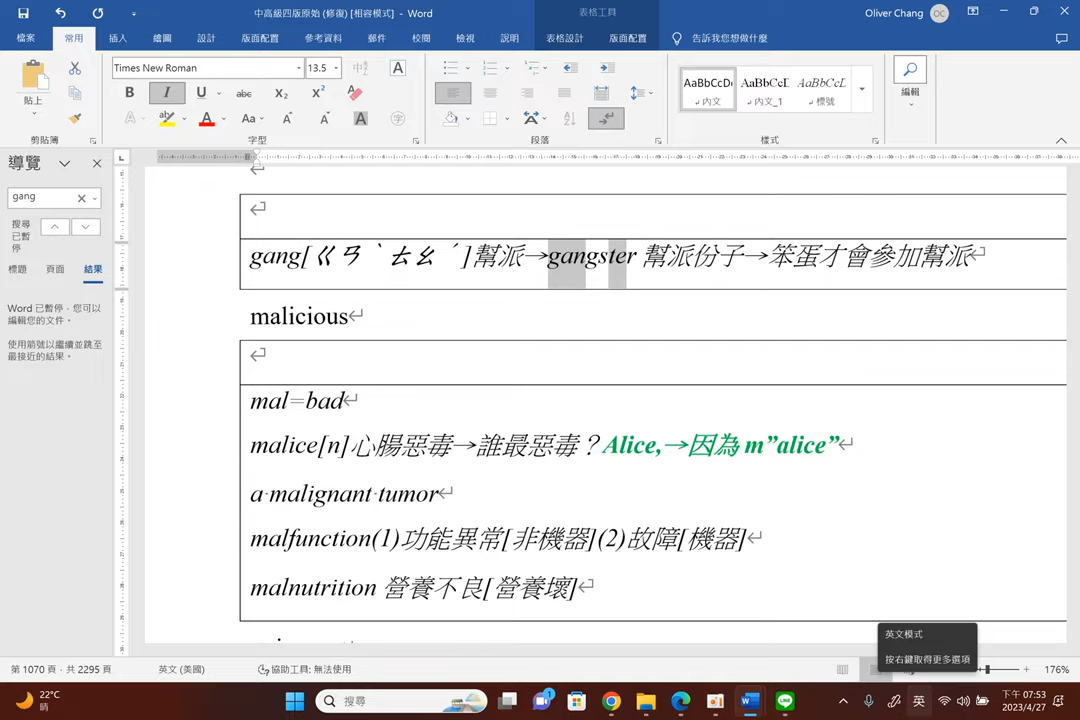 中高級四版原始 (修復) [相容模式] - Word
表格工具
Oliver Chang
OC
檔案
常用
插入
繪圖
設計
版面配置
參考資料
郵件
校閱
檢視
說明
表格設計
版面配置
告訴我您想做什麼
貼上
Times New Roman
13.5
B I U abc X₂ X²
Aa
AaBbCcD
內文
AaBbCcI
內文_1
AaBbCcD
標號
編輯
剪貼簿
字型
段落
樣式
導覽
gang
搜尋
已暫
停
標題
頁面
結果
Word 已暫停，您可以
編輯您的文件。
使用箭號以繼續並跳至
最接近的結果。
gang[ㄍㄢˋㄊㄠˊ]幫派→gangster 幫派份子→笨蛋才會參加幫派
malicious
mal=bad
malice[n]心腸惡毒→誰最惡毒？Alice,→因為 m”alice”
a malignant tumor
malfunction(1)功能異常[非機器](2)故障[機器]
malnutrition 營養不良[營養壞]
英文模式
按右鍵取得更多選項
第 1070 頁，共 2295 頁
英文 (美國)
協助工具: 無法使用
176%
22°C
晴
搜尋
1
英
下午 07:53
2023/4/27